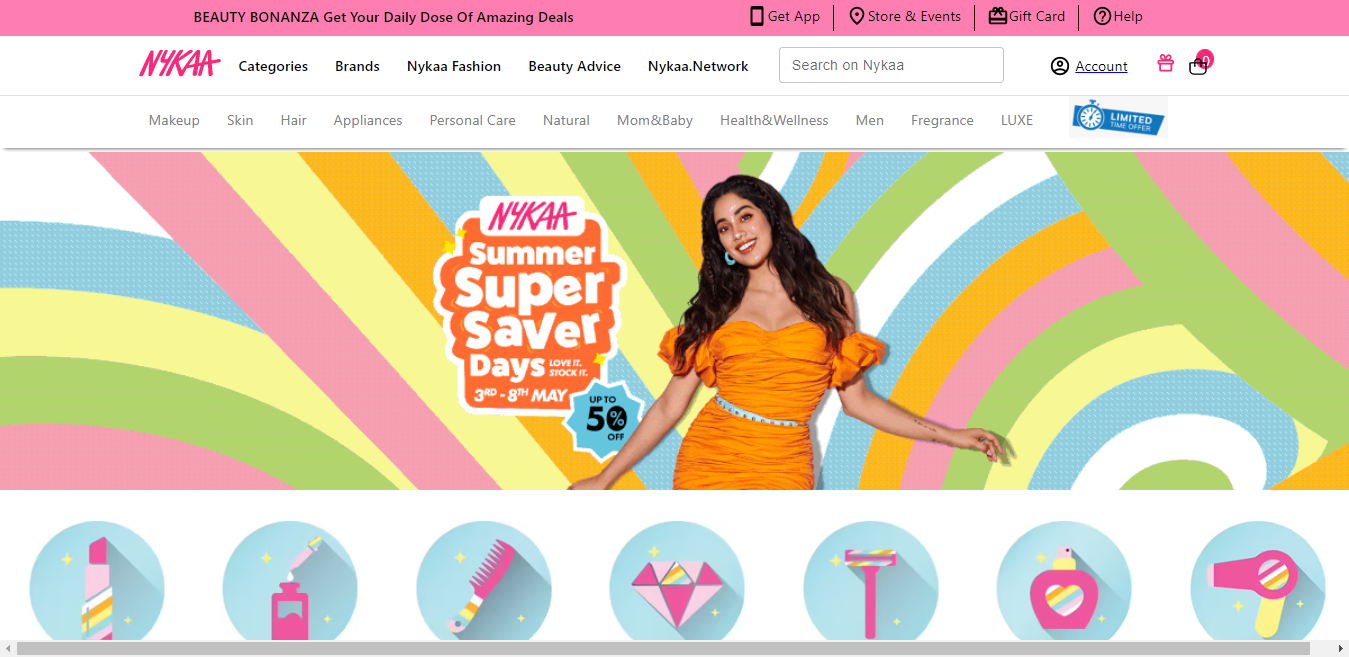 BEAUTY BONANZA Get Your Daily Dose Of Amazing Deals
Get App
Store & Events
Gift Card
Help
NYKAA
Categories
Brands
Nykaa Fashion
Beauty Advice
Nykaa.Network
Search on Nykaa
Account
0
Makeup
Skin
Hair
Appliances
Personal Care
Natural
Mom&Baby
Health&Wellness
Men
Fregrance
LUXE
LIMITED
TIME OFFER
NYKAA
Summer
Super
Saver
Days LOVE IT.
STOCK IT.
3RD - 8TH MAY
UP TO
50%
OFF